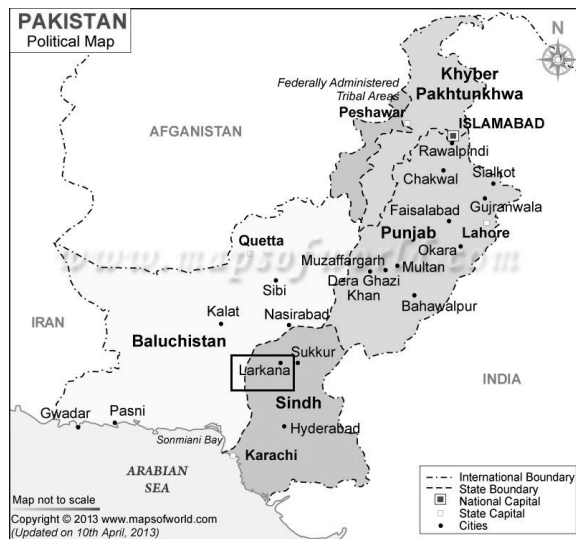 PAKISTAN
Political Map
N
Khyber
Pakhtunkhwa
Federally Administered
Tribal Areas
Peshawar
ISLAMABAD
AFGANISTAN
Rawalpindi
Chakwal
Sialkot
Gujranwala
Faisalabad
Punjab
Lahore
Quetta
Okara
Muzaffargarh
Multan
www.mapsofworld.com
Dera Ghazi
Khan
Sibi
Bahawalpur
Kalat
Nasirabad
IRAN
Baluchistan
Sukkur
Larkana
INDIA
Sindh
Gwadar
Pasni
Hyderabad
Sonmiani Bay
Karachi
ARABIAN
SEA
International Boundary
State Boundary
National Capital
State Capital
Cities
Map not to scale
Copyright © 2013 www.mapsofworld.com
(Updated on 10th April, 2013)